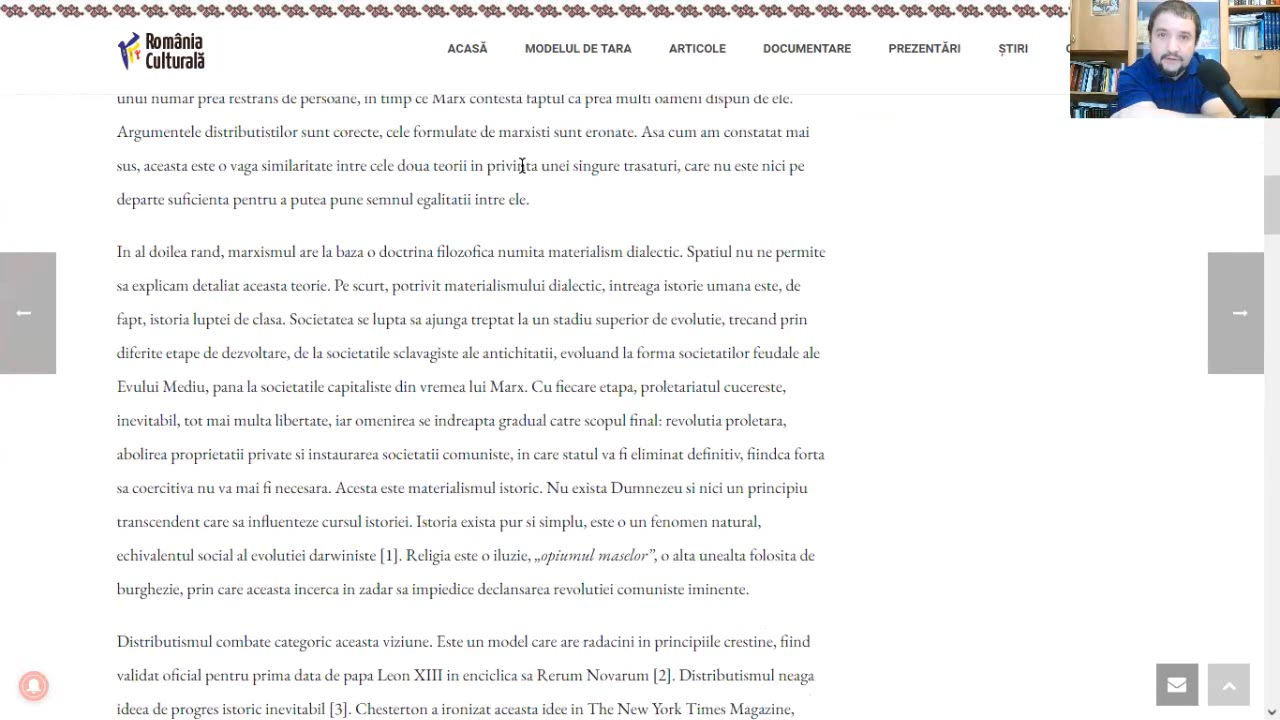 România
Culturală
ACASĂ MODELUL DE TARA ARTICOLE DOCUMENTARE PREZENTĂRI ȘTIRI
unui numar prea restrans de persoane, in timp ce Marx contesta faptul ca prea multi oameni dispun de ele.
Argumentele distributistilor sunt corecte, cele formulate de marxisti sunt eronate. Asa cum am constatat mai
sus, aceasta este o vaga similaritate intre cele doua teorii in privinta unei singure trasaturi, care nu este nici pe
departe suficienta pentru a putea pune semnul egalitatii intre ele.
In al doilea rand, marxismul are la baza o doctrina filozofica numita materialism dialectic. Spatiul nu ne permite
sa explicam detaliat aceasta teorie. Pe scurt, potrivit materialismului dialectic, intreaga istorie umana este, de
fapt, istoria luptei de clasa. Societatea se lupta sa ajunga treptat la un stadiu superior de evolutie, trecand prin
diferite etape de dezvoltare, de la societatile sclavagiste ale antichitatii, evoluand la forma societatilor feudale ale
Evului Mediu, pana la societatile capitaliste din vremea lui Marx. Cu fiecare etapa, proletariatul cucereste,
inevitabil, tot mai multa libertate, iar omenirea se indreapta gradual catre scopul final: revolutia proletara,
abolirea proprietatii private si instaurarea societatii comuniste, in care statul va fi eliminat definitiv, fiindca forta
sa coercitiva nu va mai fi necesara. Acesta este materialismul istoric. Nu exista Dumnezeu si nici un principiu
transcendent care sa influenteze cursul istoriei. Istoria exista pur si simplu, este o un fenomen natural,
echivalentul social al evolutiei darwiniste [1]. Religia este o iluzie, „opiumul maselor”, o alta unealta folosita de
burghezie, prin care aceasta incerca in zadar sa impiedice declansarea revolutiei comuniste iminente.
Distributismul combate categoric aceasta viziune. Este un model care are radacini in principiile crestine, fiind
validat oficial pentru prima data de papa Leon XIII in enciclica sa Rerum Novarum [2]. Distributismul neaga
ideea de progres istoric inevitabil [3]. Chesterton a ironizat aceasta idee in The New York Times Magazine,